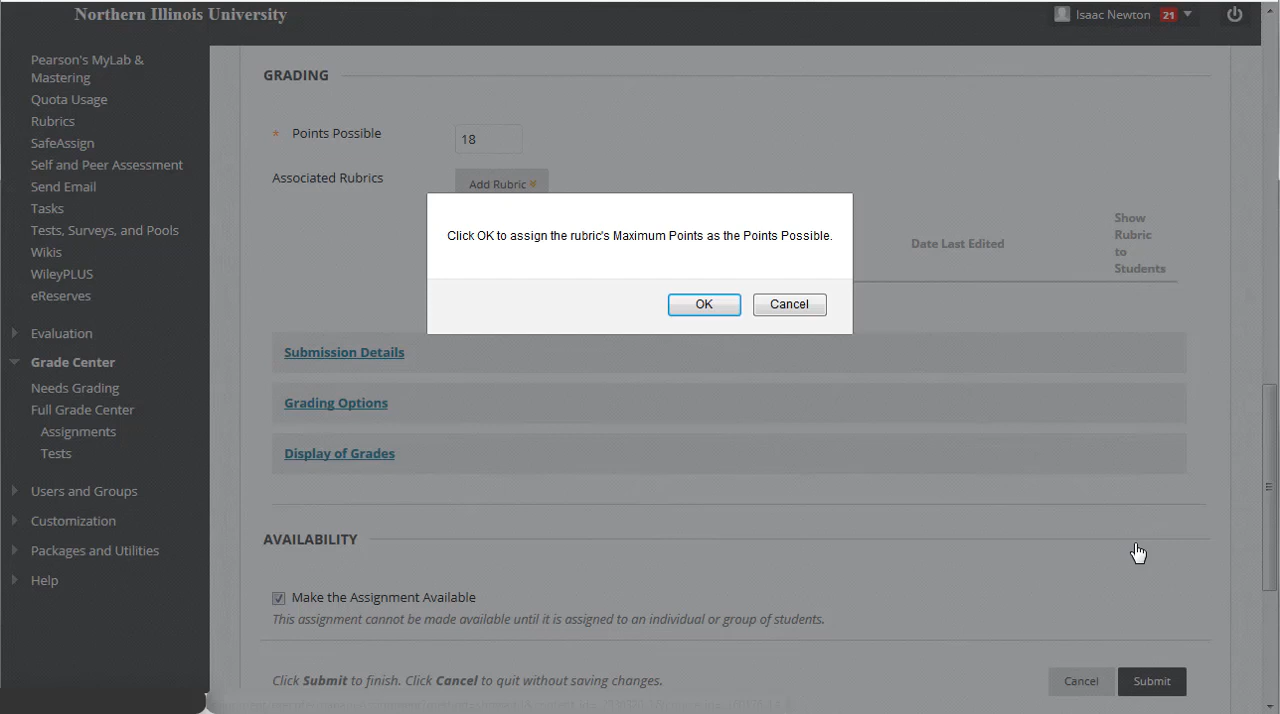 Northern Illinois University
Isaac Newton 21
Pearson's MyLab &
Mastering
Quota Usage
Rubrics
SafeAssign
Self and Peer Assessment
Send Email
Tasks
Tests, Surveys, and Pools
Wikis
WileyPLUS
eReserves
Evaluation
Grade Center
Needs Grading
Full Grade Center
Assignments
Tests
Users and Groups
Customization
Packages and Utilities
Help
GRADING
* Points Possible 18
Associated Rubrics Add Rubric
Date Last Edited
Show
Rubric
to
Students
Click OK to assign the rubric's Maximum Points as the Points Possible.
OK Cancel
Submission Details
Grading Options
Display of Grades
AVAILABILITY
Make the Assignment Available
This assignment cannot be made available until it is assigned to an individual or group of students.
Click Submit to finish. Click Cancel to quit without saving changes.
Cancel Submit